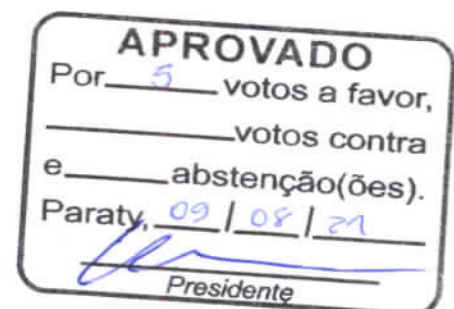 APROVADO
Por 5 votos a favor,
votos contra
e abstenção(ões).
Paraty, 09 / 08 / 21
Presidente